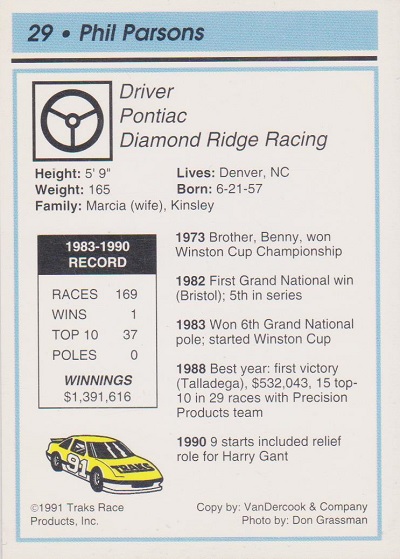 29 • Phil Parsons
Driver
Pontiac
Diamond Ridge Racing
Height: 5' 9"
Lives: Denver, NC
Weight: 165
Born: 6-21-57
Family: Marcia (wife), Kinsley
1983-1990
RECORD
RACES 169
WINS 1
TOP 10 37
POLES 0
WINNINGS
$1,391,616
1973 Brother, Benny, won
Winston Cup Championship
1982 First Grand National win
(Bristol); 5th in series
1983 Won 6th Grand National
pole; started Winston Cup
1988 Best year: first victory
(Talladega), $532,043, 15 top-
10 in 29 races with Precision
Products team
1990 9 starts included relief
role for Harry Gant
91
TRAKS
©1991 Traks Race
Products, Inc.
Copy by: VanDercook & Company
Photo by: Don Grassman